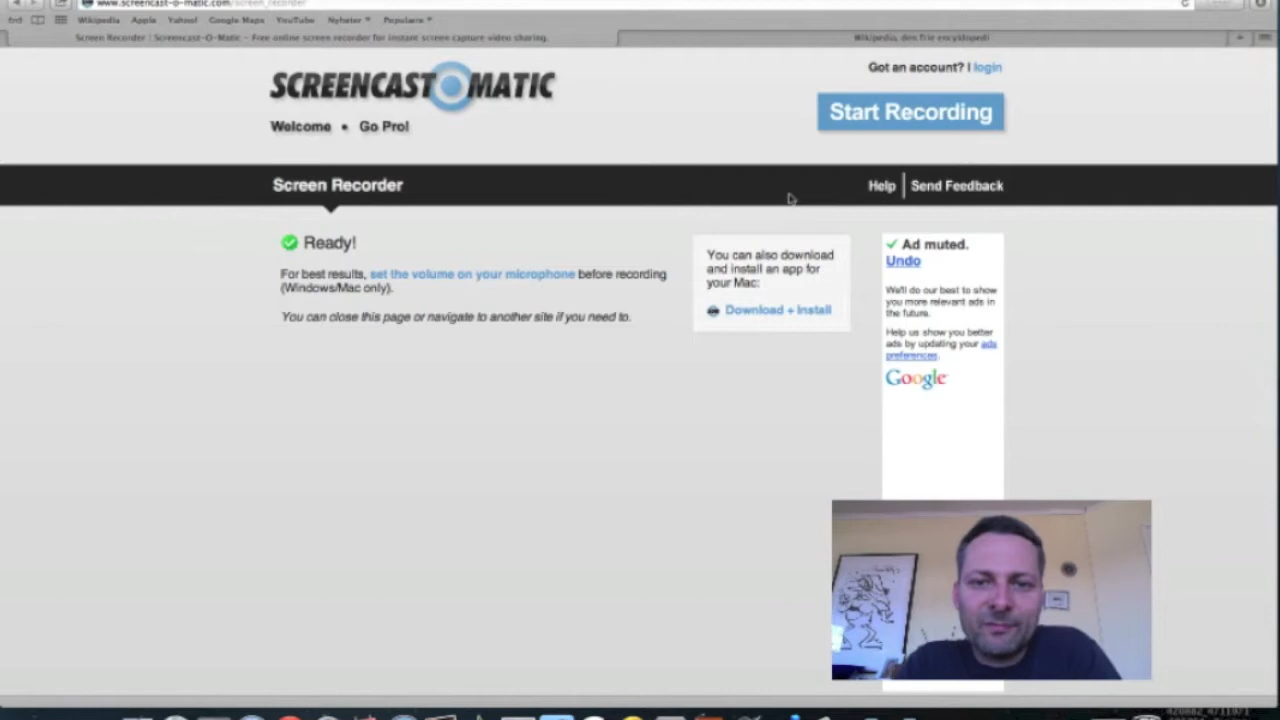 www.screencast-o-matic.com/screen_recorder
Wikipedia Apple Yahoo! Google Maps YouTube Nyheter Populære
Screen Recorder | Screencast-O-Matic – Free online screen recorder for instant screen capture video sharing.
Wikipedia, den frie encyklopedi
Got an account? | login
SCREENCAST O MATIC
Start Recording
Welcome • Go Pro!
Screen Recorder
Help | Send Feedback
Ready!
For best results, set the volume on your microphone before recording
(Windows/Mac only).
You can close this page or navigate to another site if you need to.
You can also download
and install an app for
your Mac:
Download + Install
Ad muted.
Undo
We'll do our best to show
you more relevant ads in
the future.
Help us show you better
ads by updating your ads
preferences.
Google